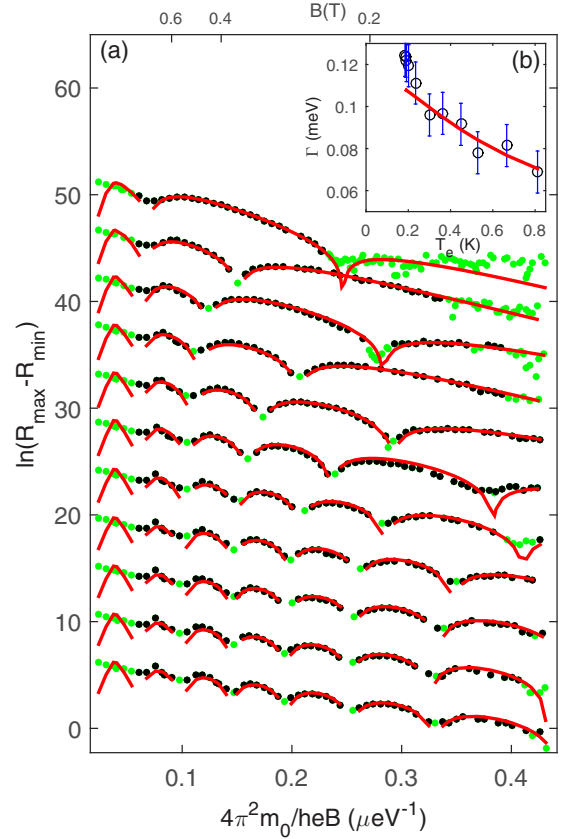 B(T)
0.6 0.4 0.2
(a)
60
50
40
30
20
10
0
ln(R_max-R_min)
0.1 0.2 0.3 0.4
4π²m₀/heB (μeV⁻¹)
(b)
0.12
0.1
0.08
0.06
Γ (meV)
0 0.2 0.4 0.6 0.8
T_e (K)